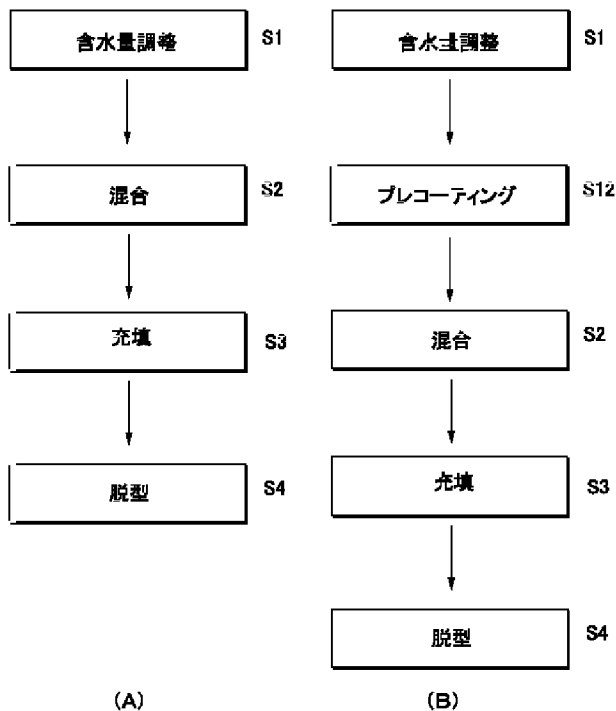 含水量調整 S1
混合 S2
充填 S3
脱型 S4
(A)
含水量調整 S1
プレコーティング S12
混合 S2
充填 S3
脱型 S4
(B)